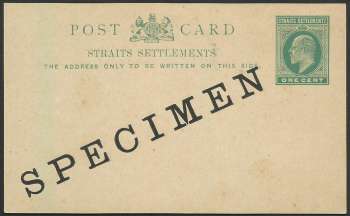 POST CARD
STRAITS SETTLEMENTS
THE ADDRESS ONLY TO BE WRITTEN ON THIS SIDE
STRAITS SETTLEMENTS
ONE CENT
SPECIMEN